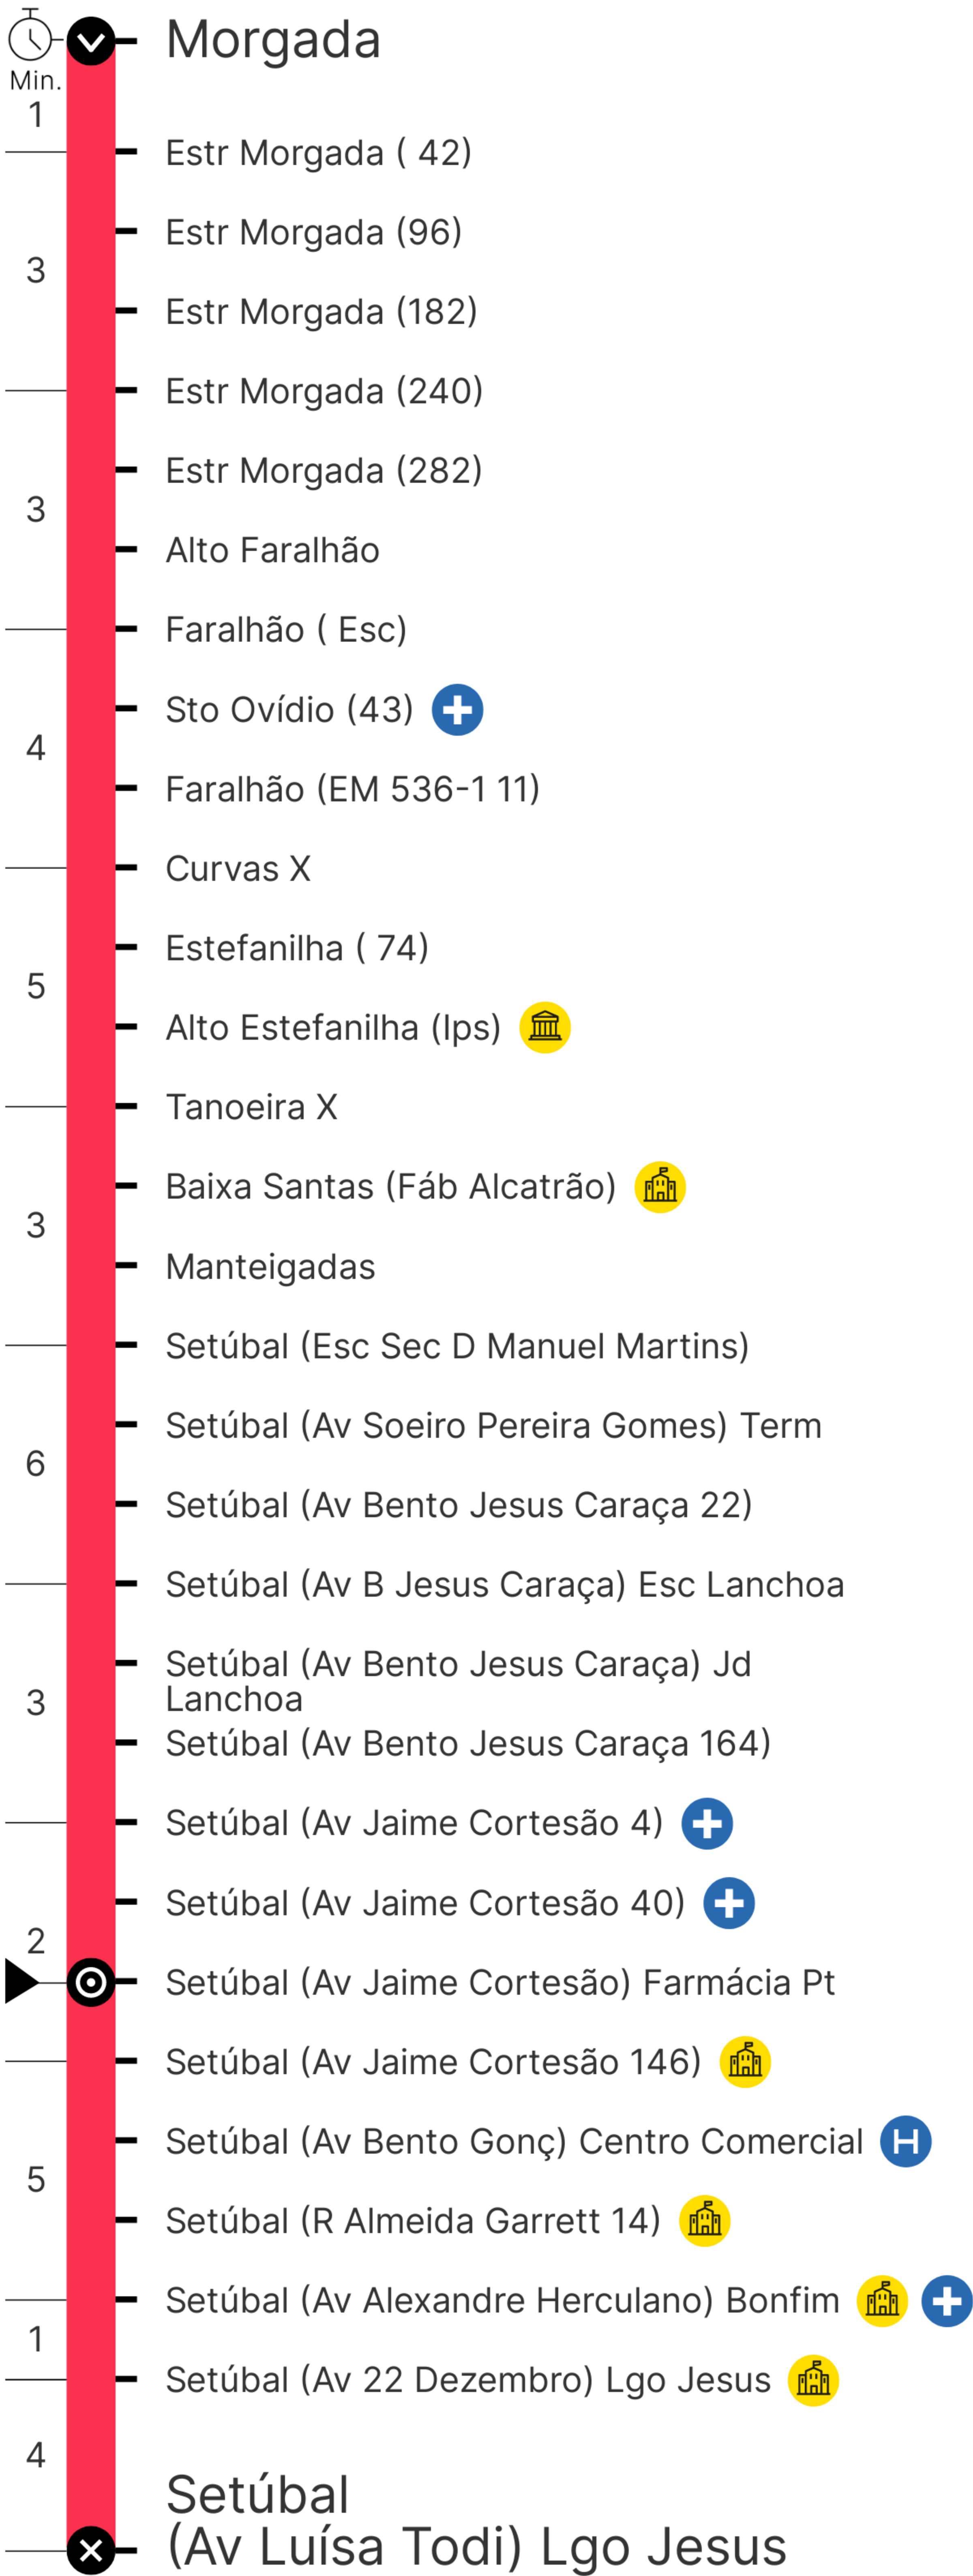 Morgada
Min.
1
Estr Morgada ( 42)
Estr Morgada (96)
3
Estr Morgada (182)
Estr Morgada (240)
Estr Morgada (282)
3
Alto Faralhão
Faralhão ( Esc)
Sto Ovídio (43)
4
Faralhão (EM 536-1 11)
Curvas X
Estefanilha ( 74)
5
Alto Estefanilha (Ips)
Tanoeira X
Baixa Santas (Fáb Alcatrão)
3
Manteigadas
Setúbal (Esc Sec D Manuel Martins)
Setúbal (Av Soeiro Pereira Gomes) Term
6
Setúbal (Av Bento Jesus Caraça 22)
Setúbal (Av B Jesus Caraça) Esc Lanchoa
Setúbal (Av Bento Jesus Caraça) Jd
Lanchoa
3
Setúbal (Av Bento Jesus Caraça 164)
Setúbal (Av Jaime Cortesão 4)
Setúbal (Av Jaime Cortesão 40)
2
Setúbal (Av Jaime Cortesão) Farmácia Pt
Setúbal (Av Jaime Cortesão 146)
Setúbal (Av Bento Gonç) Centro Comercial H
5
Setúbal (R Almeida Garrett 14)
Setúbal (Av Alexandre Herculano) Bonfim
1
Setúbal (Av 22 Dezembro) Lgo Jesus
4
Setúbal
(Av Luísa Todi) Lgo Jesus